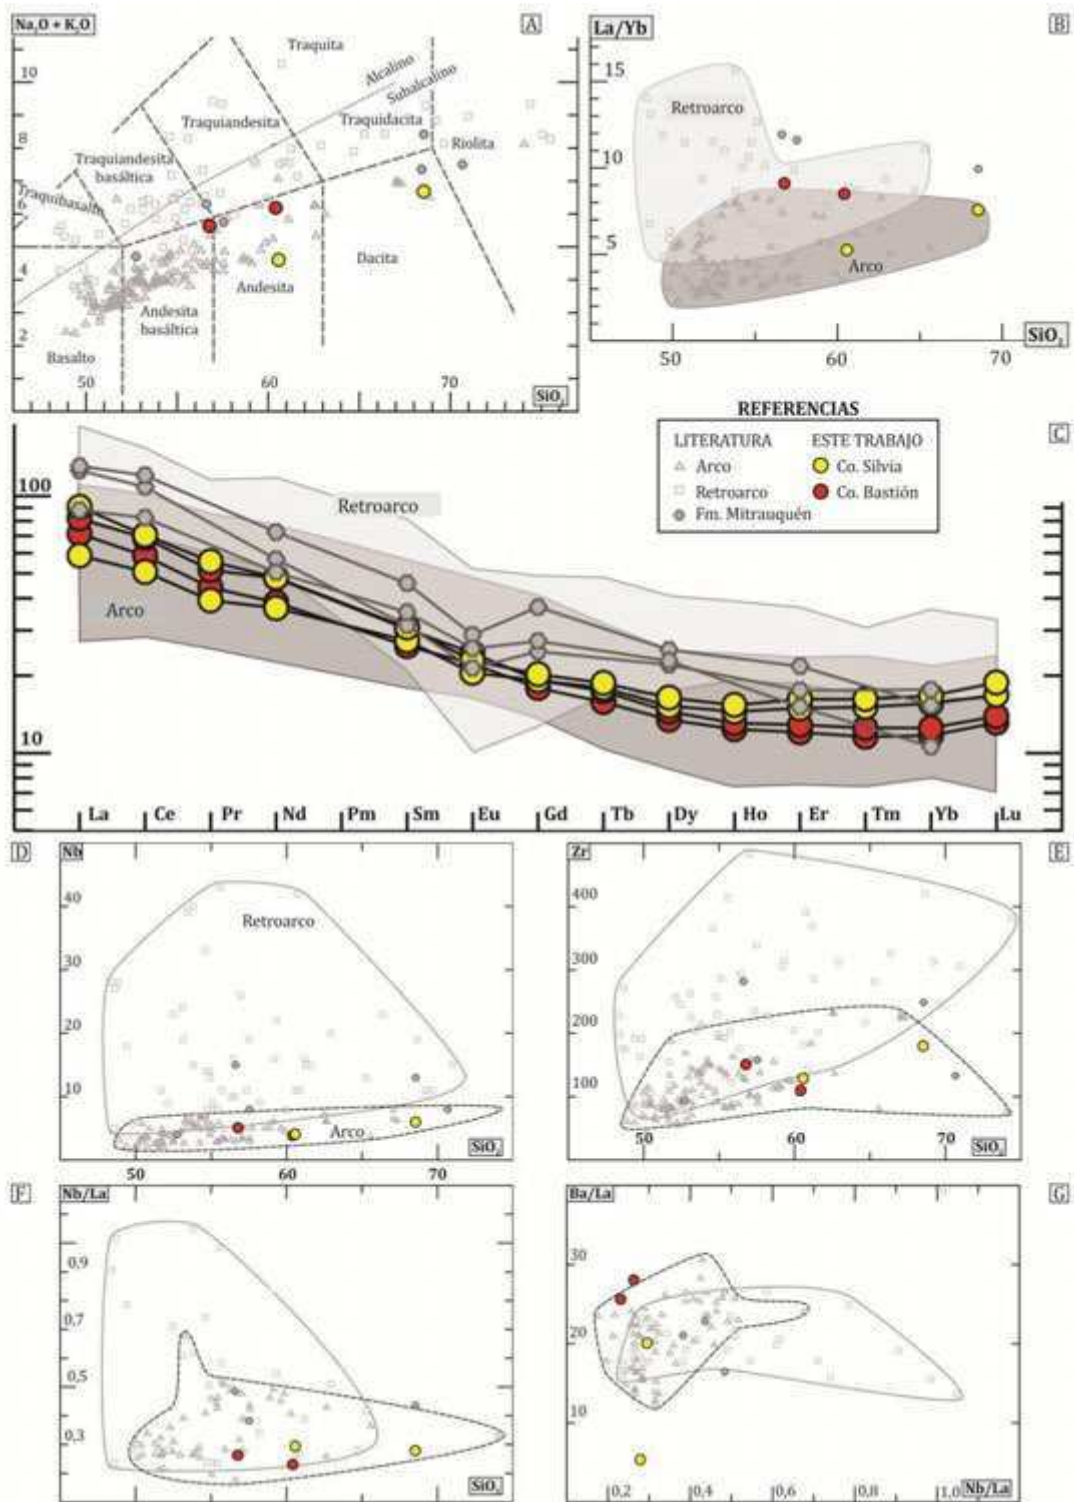 Na₂O + K₂O
A
Traquita
10
Alcalino
Subalcalino
Traquiandesita
Traquidacita
8
Riolita
Traquiandesita
basáltica
Traquibasalto
6
4
Dacita
Andesita
Andesita
basáltica
2
Basalto
50
60
70
SiO₂
La/Yb
B
15
Retroarco
10
5
Arco
SiO₂
50
60
70
REFERENCIAS
LITERATURA
ESTE TRABAJO
Arco
Co. Silvia
Retroarco
Co. Bastión
Fm. Mitrauquén
C
100
Retroarco
Arco
10
La Ce Pr Nd Pm Sm Eu Gd Tb Dy Ho Er Tm Yb Lu
D
Nb
40
Retroarco
30
20
10
Arco
SiO₂
50
60
70
Zr
E
400
300
200
100
50
60
70
SiO₂
F
Nb/La
0,9
0,7
0,5
0,3
50
60
70
SiO₂
Ba/La
G
30
20
10
0,2
0,4
0,6
0,8
1,0
Nb/La